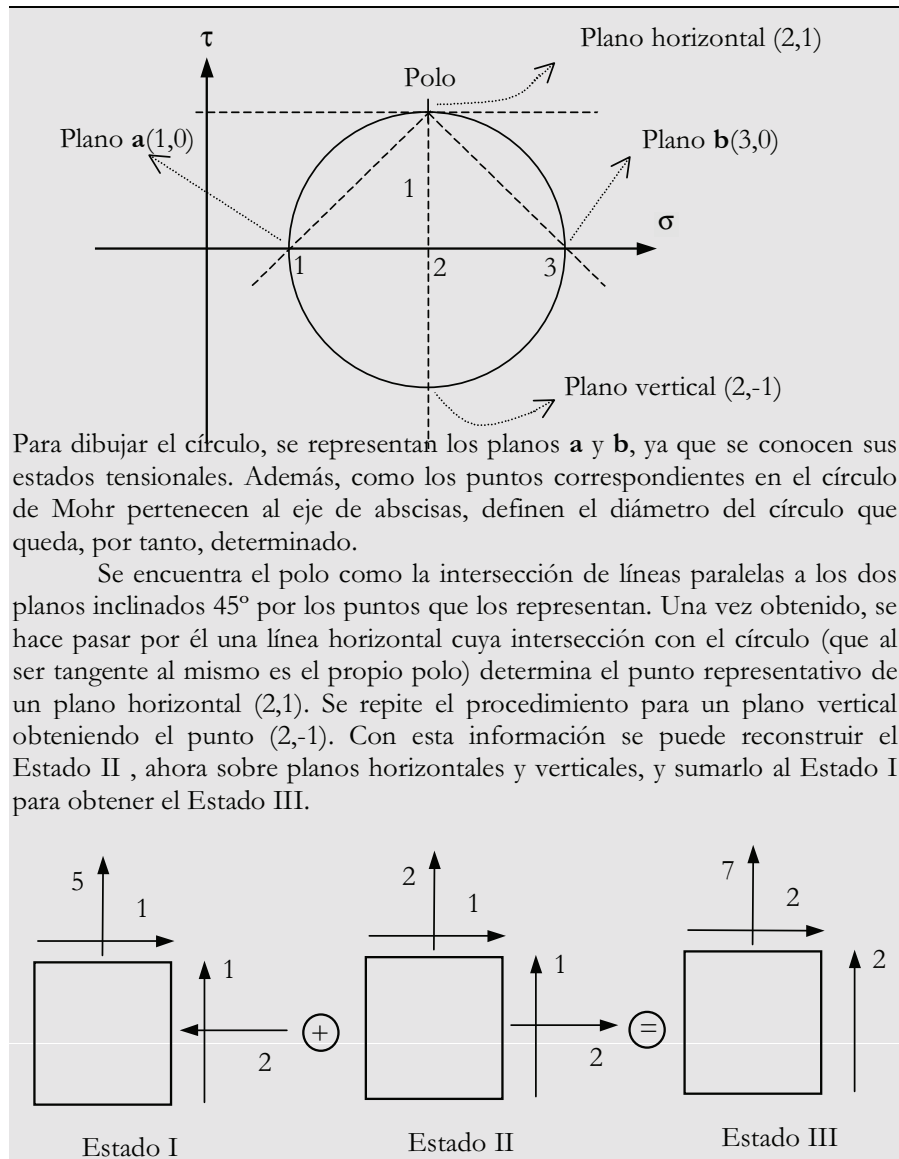 τ
Plano horizontal (2,1)
Polo
Plano a(1,0)
Plano b(3,0)
1
σ
1
2
3
Plano vertical (2,-1)
Para dibujar el círculo, se representan los planos a y b, ya que se conocen sus
estados tensionales. Además, como los puntos correspondientes en el círculo
de Mohr pertenecen al eje de abscisas, definen el diámetro del círculo que
queda, por tanto, determinado.
Se encuentra el polo como la intersección de líneas paralelas a los dos
planos inclinados 45º por los puntos que los representan. Una vez obtenido, se
hace pasar por él una línea horizontal cuya intersección con el círculo (que al
ser tangente al mismo es el propio polo) determina el punto representativo de
un plano horizontal (2,1). Se repite el procedimiento para un plano vertical
obteniendo el punto (2,-1). Con esta información se puede reconstruir el
Estado II , ahora sobre planos horizontales y verticales, y sumarlo al Estado I
para obtener el Estado III.
5
1
1
2
+
2
1
1
2
=
7
2
2
Estado I
Estado II
Estado III